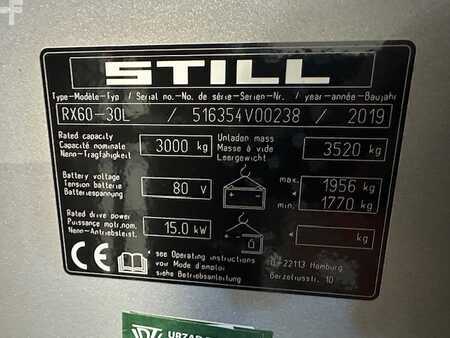 STILL
Type-Modèle-Typ / Serial no.-No. de série-Serien-Nr. / year-année-Baujahr
RX60-30L / 516354V00238 / 2019
Rated capacity
Capacité nominale
Nenn-Tragfähigkeit
3000 kg
Unladen mass
Masse à vide
Leergewicht
3520 kg
Battery voltage
Tension batterie
Batteriespannung
80 V
max. 1956 kg
min. 1770 kg
Rated drive power
Puissance motr.nom.
Nenn-Antriebsleist.
15.0 kW
kg
CE
see Operating instructions
voir Mode d'emploi
siehe Betriebsanleitung
D-22113 Hamburg
Berzeliusstr. 10